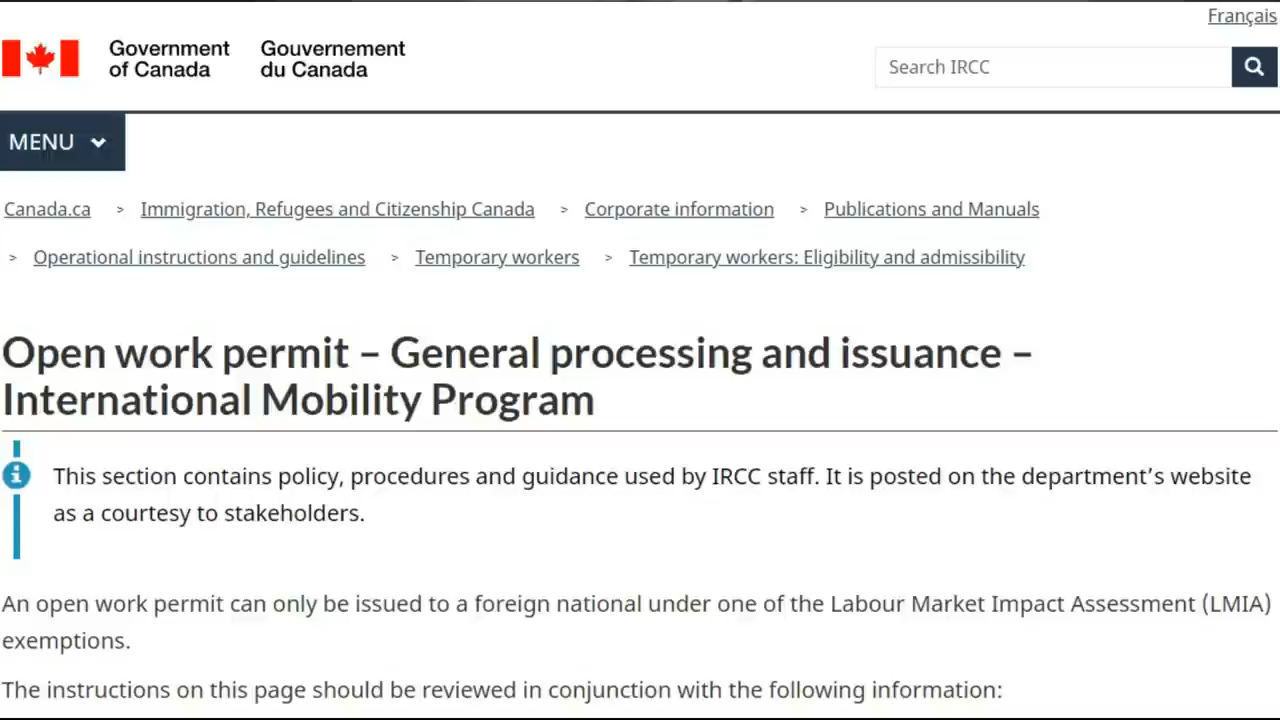 Français
Government of Canada
Gouvernement du Canada
Search IRCC
MENU
Canada.ca > Immigration, Refugees and Citizenship Canada > Corporate information > Publications and Manuals
> Operational instructions and guidelines > Temporary workers > Temporary workers: Eligibility and admissibility
Open work permit – General processing and issuance –
International Mobility Program
This section contains policy, procedures and guidance used by IRCC staff. It is posted on the department’s website
as a courtesy to stakeholders.
An open work permit can only be issued to a foreign national under one of the Labour Market Impact Assessment (LMIA)
exemptions.
The instructions on this page should be reviewed in conjunction with the following information: